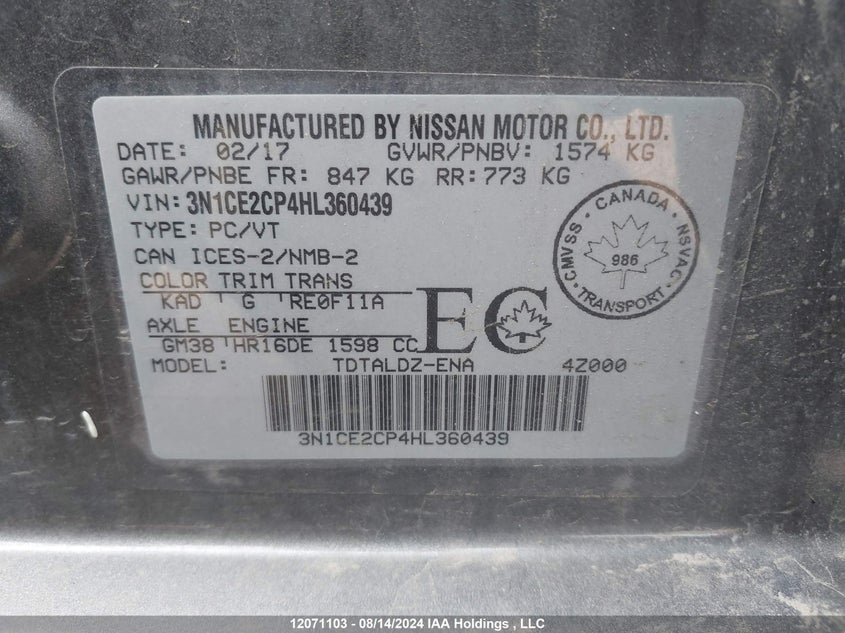 MANUFACTURED BY NISSAN MOTOR CO., LTD.
DATE: 02/17 GVWR/PNBV: 1574 KG
GAWR/PNBE FR: 847 KG RR: 773 KG
VIN: 3N1CE2CP4HL360439
TYPE: PC/VT
CAN ICES-2/NMB-2
COLOR TRIM TRANS
KAD G RE0F11A
AXLE ENGINE
GM38 HR16DE 1598 CC
EC
MODEL: TDTALDZ-ENA 4Z000
3N1CE2CP4HL360439
CANADA
CMVSS NSVAC
986
TRANSPORT
12071103 - 08/14/2024 IAA Holdings , LLC